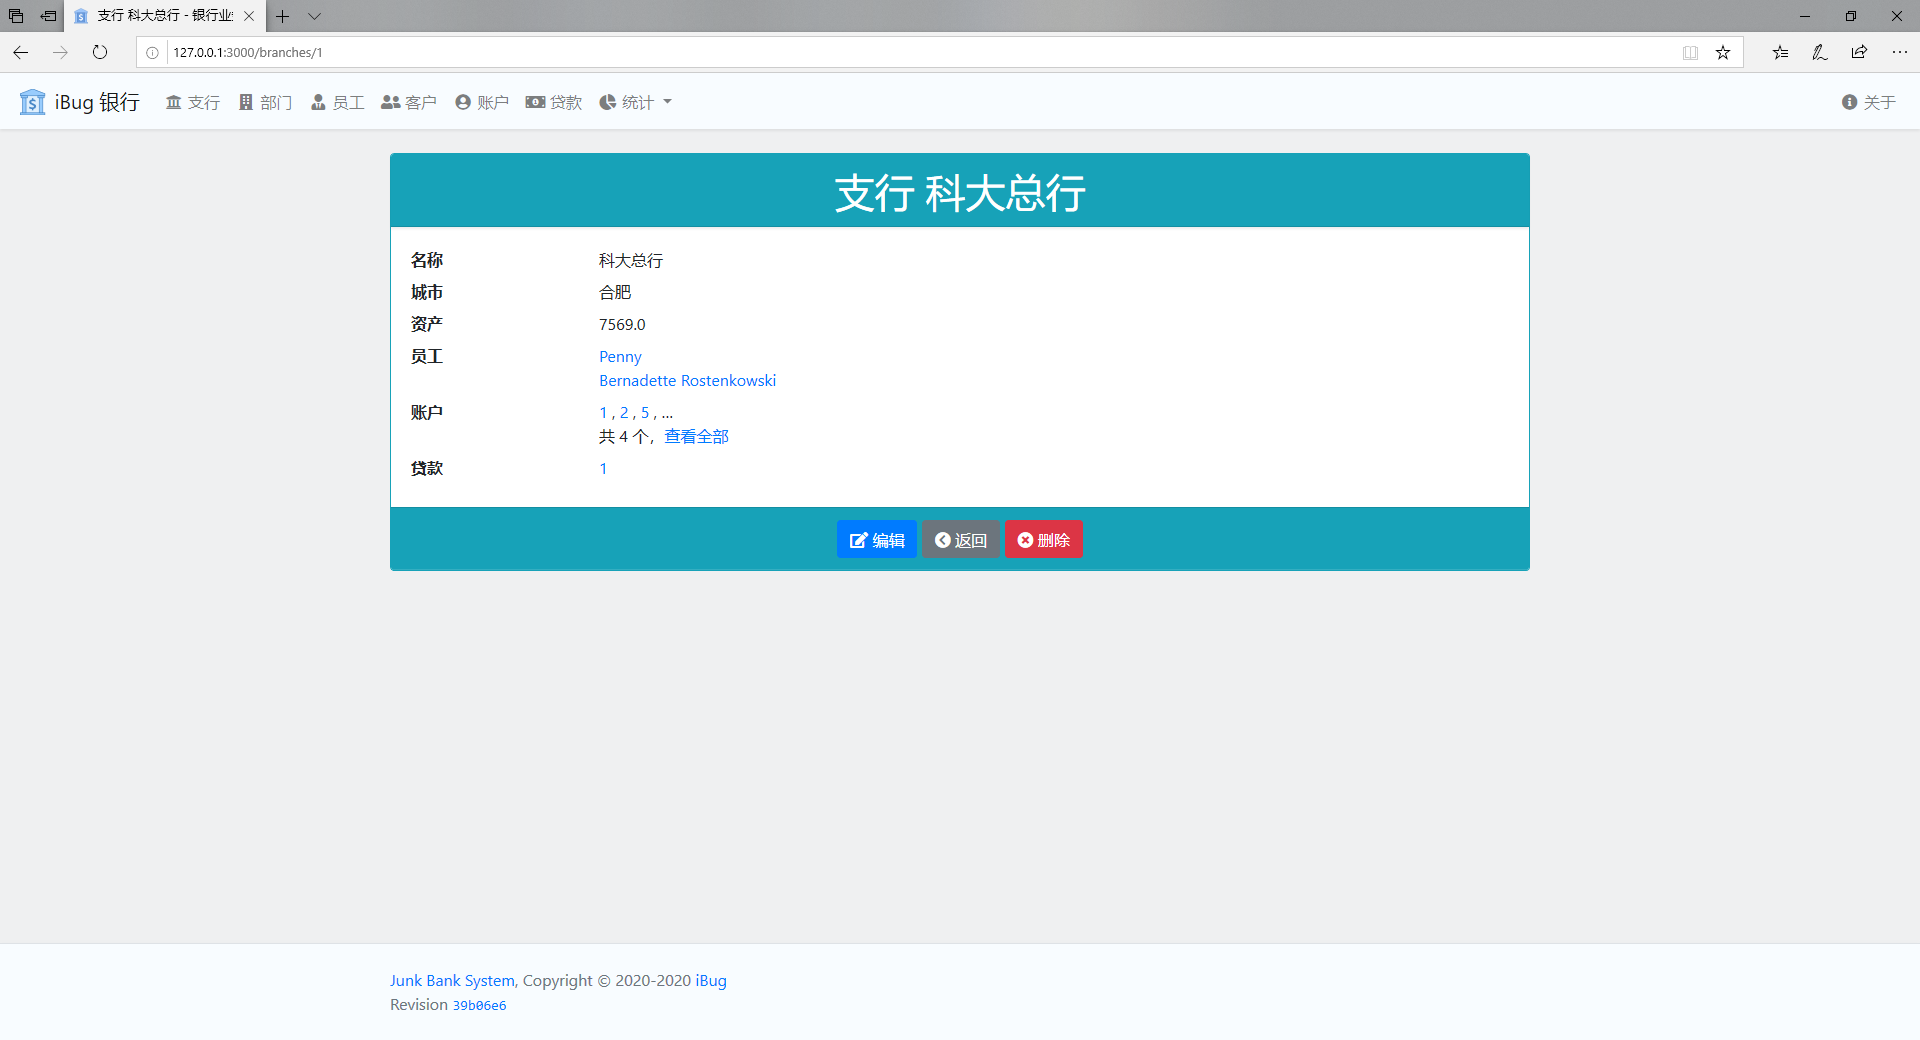 支行 科大总行 - 银行业
127.0.0.1:3000/branches/1
iBug 银行 支行 部门 员工 客户 账户 贷款 统计 关于
支行 科大总行
名称 科大总行
城市 合肥
资产 7569.0
员工 Penny
Bernadette Rostenkowski
账户 1 , 2 , 5 , ...
共 4 个，查看全部
贷款 1
编辑 返回 删除
Junk Bank System, Copyright © 2020-2020 iBug
Revision 39b06e6